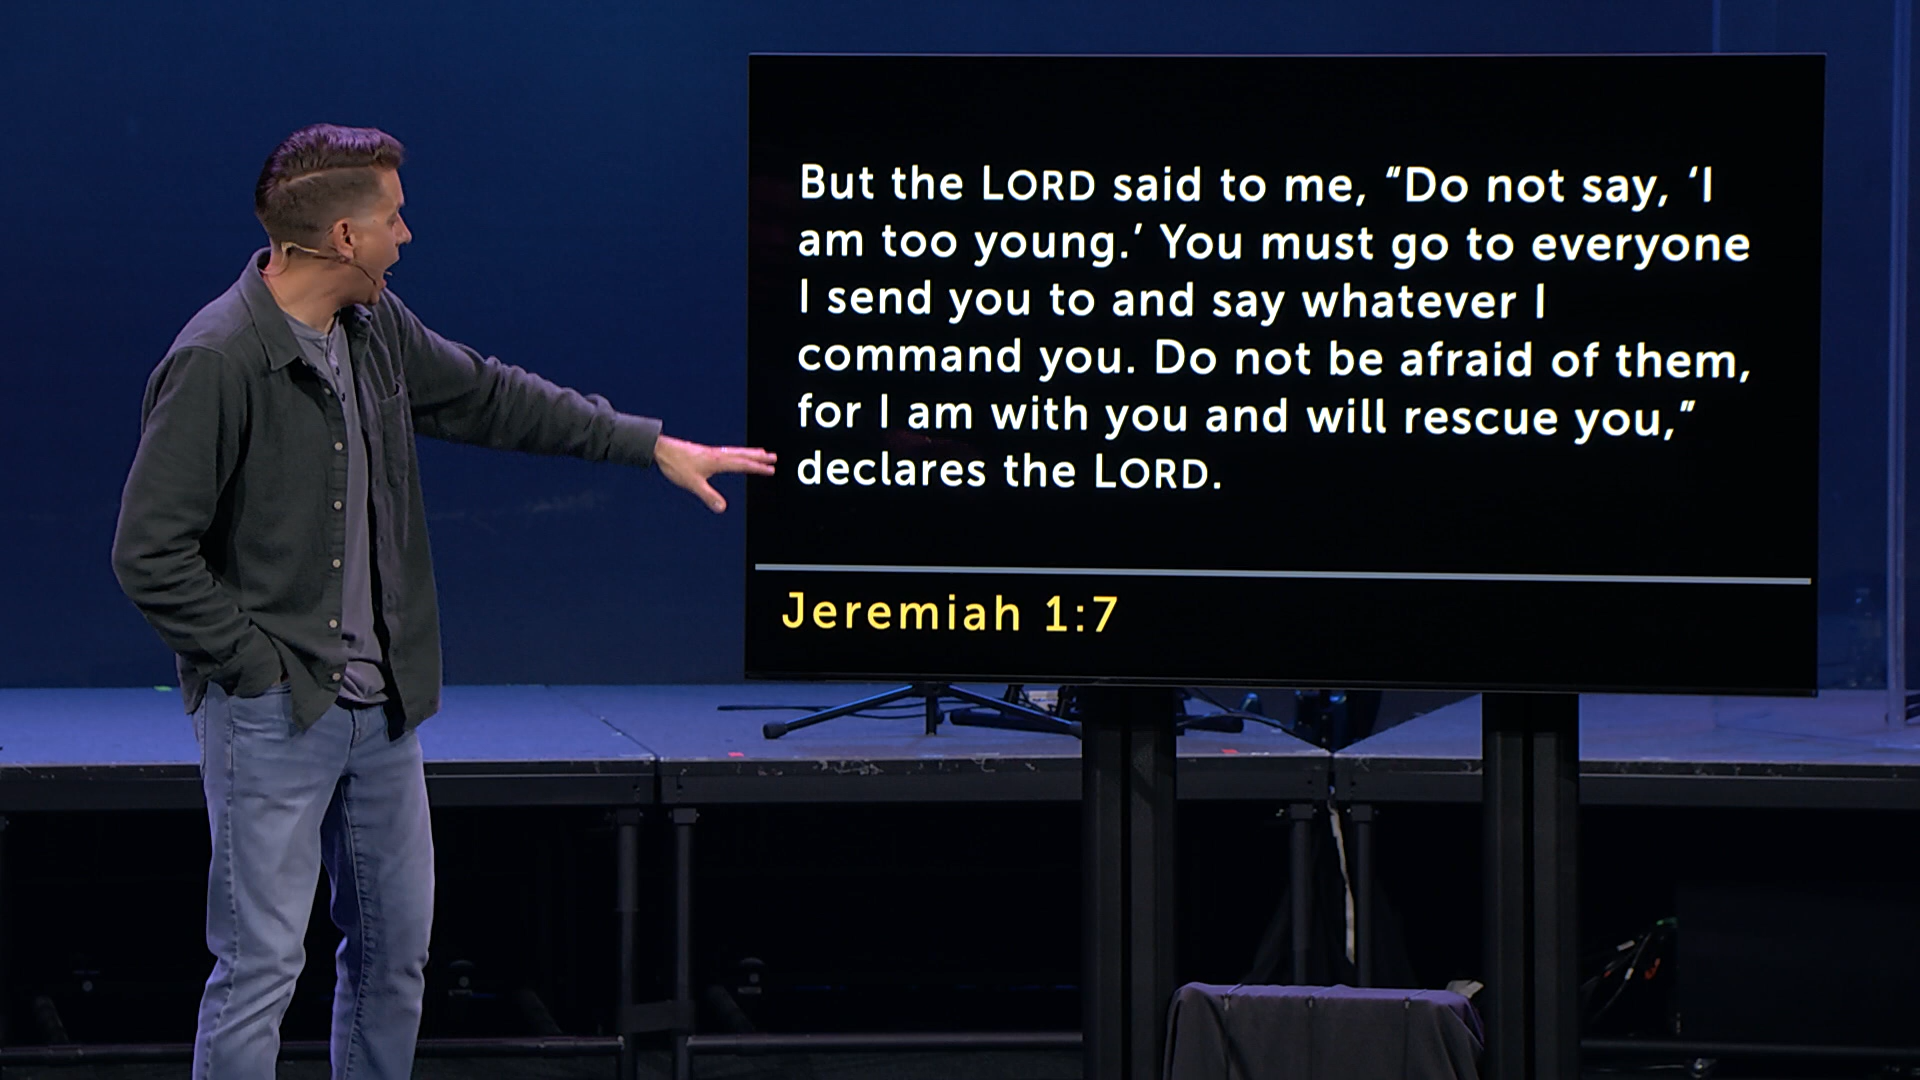 But the LORD said to me, “Do not say, ‘I
am too young.’ You must go to everyone
I send you to and say whatever I
command you. Do not be afraid of them,
for I am with you and will rescue you,”
declares the LORD.
Jeremiah 1:7